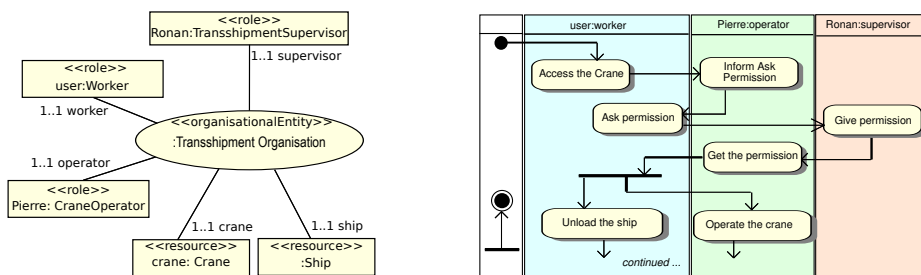 <<role>>
Ronan:TransshipmentSupervisor
1..1 supervisor
<<role>>
user:Worker
1..1 worker
<<organisationalEntity>>
:Transshipment Organisation
1..1 operator
<<role>>
Pierre: CraneOperator
1..1 crane
1..1 ship
<<resource>>
crane: Crane
<<resource>>
:Ship
user:worker
Pierre:operator
Ronan:supervisor
Access the Crane
Inform Ask
Permission
Ask permission
Give permission
Get the permission
Unload the ship
Operate the crane
continued ...